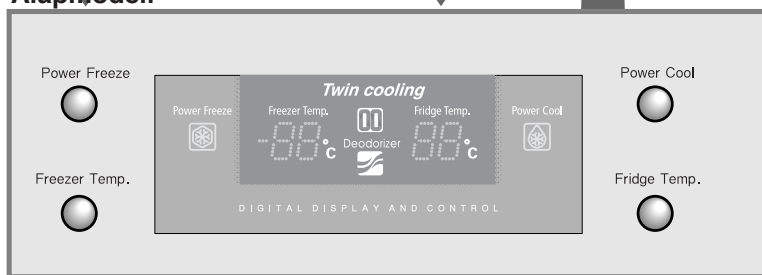 Alapmodell
Power Freeze
Power Cool
Twin cooling
Power Freeze
Freezer Temp.
Fridge Temp.
Power Cool
-88°C
Deodorizer
88°C
Freezer Temp.
Fridge Temp.
DIGITAL DISPLAY AND CONTROL